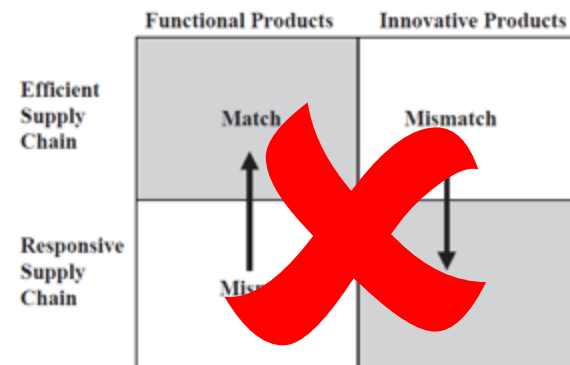 Functional Products Innovative Products
Efficient
Supply
Chain
Match Mismatch
Responsive
Supply
Chain